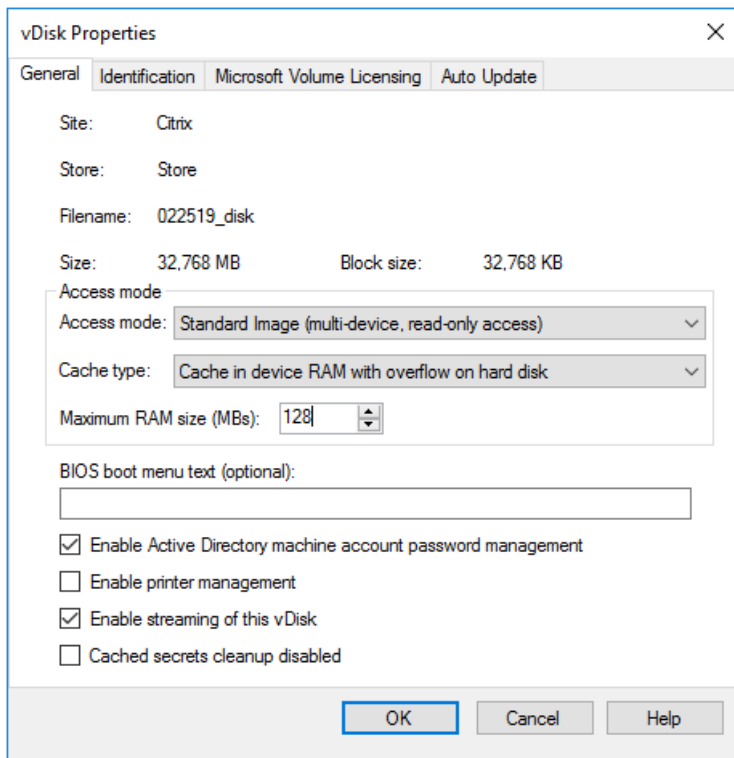 vDisk Properties
General Identification Microsoft Volume Licensing Auto Update
Site: Citrix
Store: Store
Filename: 022519_disk
Size: 32,768 MB Block size: 32,768 KB
Access mode
Access mode: Standard Image (multi-device, read-only access)
Cache type: Cache in device RAM with overflow on hard disk
Maximum RAM size (MBs): 128
BIOS boot menu text (optional):
Enable Active Directory machine account password management
Enable printer management
Enable streaming of this vDisk
Cached secrets cleanup disabled
OK Cancel Help